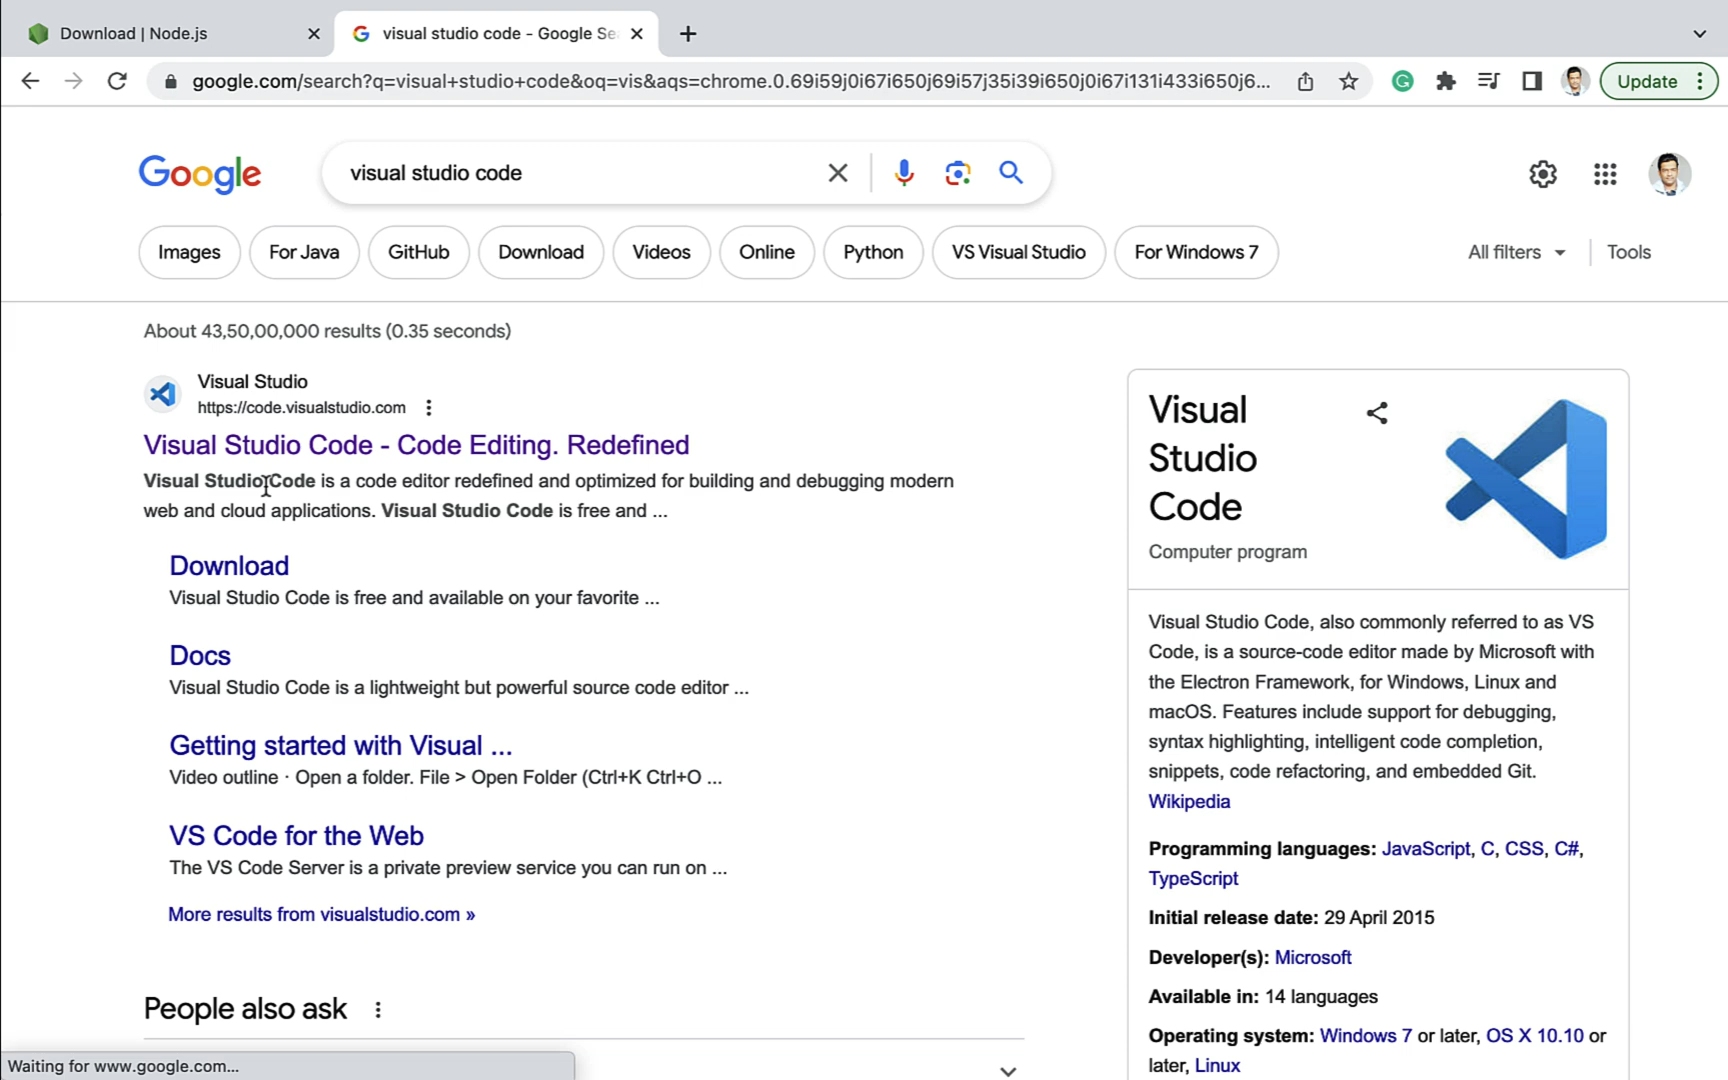 Download | Node.js
visual studio code - Google Se
google.com/search?q=visual+studio+code&oq=vis&aqs=chrome.0.69i59j0i67i650j69i57j35i39i650j0i67i131i433i650j6...
Update
Google
visual studio code
Images
For Java
GitHub
Download
Videos
Online
Python
VS Visual Studio
For Windows 7
All filters
Tools
About 43,50,00,000 results (0.35 seconds)
Visual Studio
https://code.visualstudio.com
Visual Studio Code - Code Editing. Redefined
Visual Studio Code is a code editor redefined and optimized for building and debugging modern
web and cloud applications. Visual Studio Code is free and ...
Download
Visual Studio Code is free and available on your favorite ...
Docs
Visual Studio Code is a lightweight but powerful source code editor ...
Getting started with Visual ...
Video outline · Open a folder. File > Open Folder (Ctrl+K Ctrl+O ...
VS Code for the Web
The VS Code Server is a private preview service you can run on ...
More results from visualstudio.com »
People also ask
Visual
Studio
Code
Computer program
Visual Studio Code, also commonly referred to as VS
Code, is a source-code editor made by Microsoft with
the Electron Framework, for Windows, Linux and
macOS. Features include support for debugging,
syntax highlighting, intelligent code completion,
snippets, code refactoring, and embedded Git.
Wikipedia
Programming languages: JavaScript, C, CSS, C#,
TypeScript
Initial release date: 29 April 2015
Developer(s): Microsoft
Available in: 14 languages
Operating system: Windows 7 or later, OS X 10.10 or
later, Linux
Waiting for www.google.com...